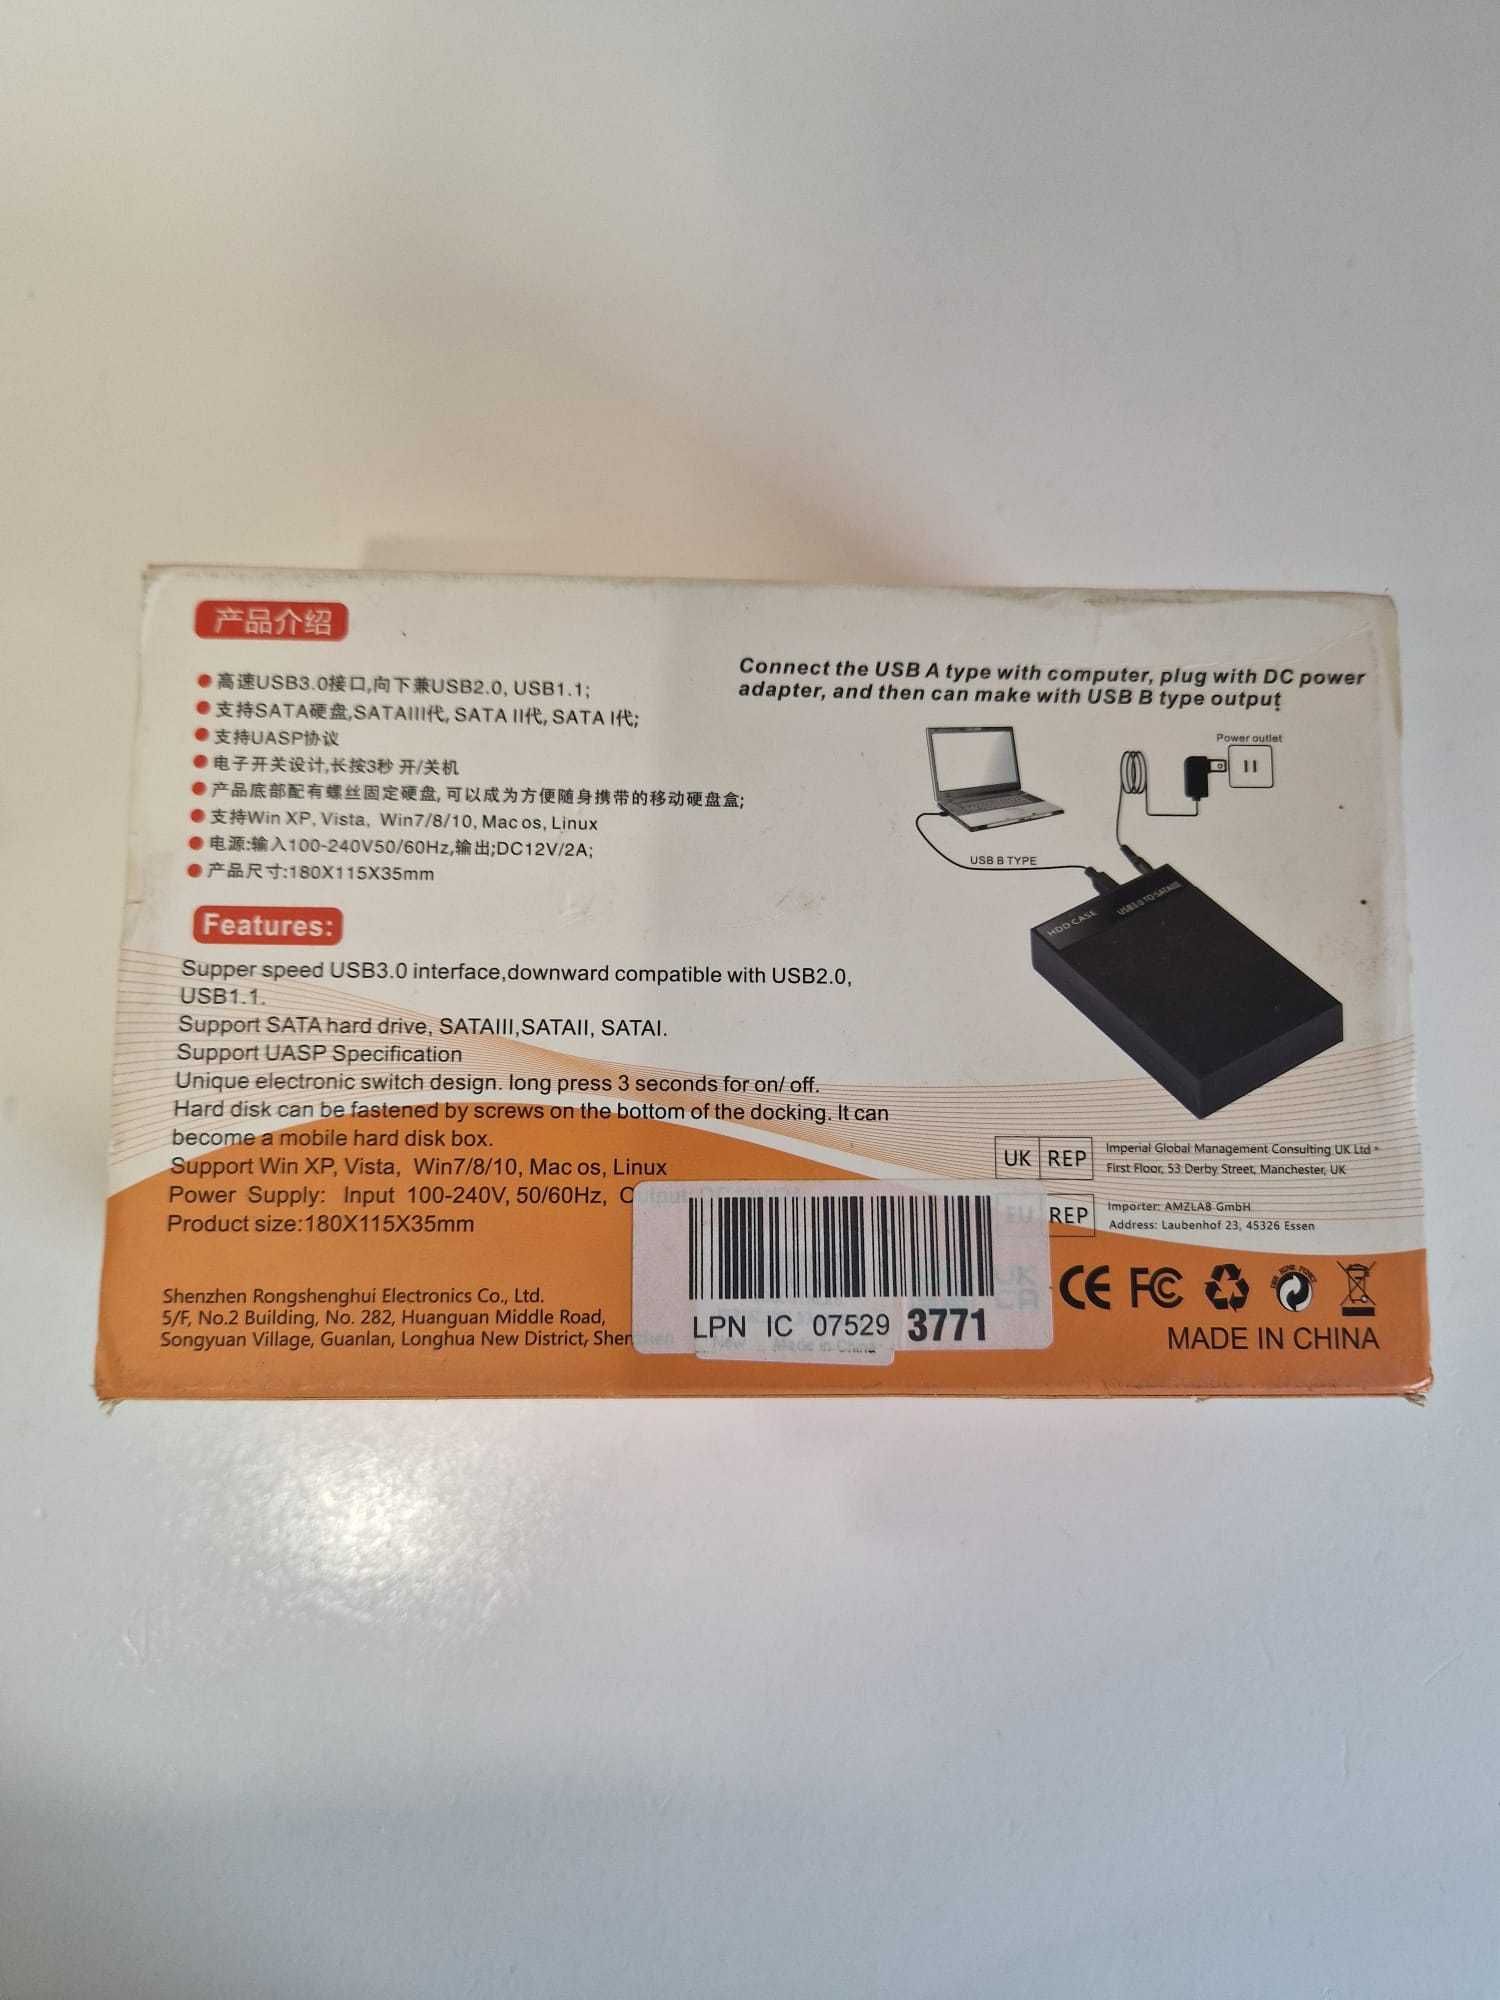 产品介绍
高速USB3.0接口,向下兼USB2.0, USB1.1;
支持SATA硬盘,SATAIII代, SATA II代, SATA I代;
支持UASP协议
电子开关设计,长按3秒 开/关机
产品底部配有螺丝固定硬盘, 可以成为方便随身携带的移动硬盘盒;
支持Win XP, Vista, Win7/8/10, Mac os, Linux
电源:输入100-240V50/60Hz,输出;DC12V/2A;
产品尺寸:180X115X35mm
Features:
Supper speed USB3.0 interface,downward compatible with USB2.0,
USB1.1.
Support SATA hard drive, SATAIII,SATAII, SATAI.
Support UASP Specification
Unique electronic switch design. long press 3 seconds for on/ off.
Hard disk can be fastened by screws on the bottom of the docking. It can
become a mobile hard disk box.
Support Win XP, Vista, Win7/8/10, Mac os, Linux
Power Supply: Input 100-240V, 50/60Hz, Output
Product size:180X115X35mm
Shenzhen Rongshenghui Electronics Co., Ltd.
5/F, No.2 Building, No. 282, Huanguan Middle Road,
Songyuan Village, Guanlan, Longhua New District, Shenzhen
Connect the USB A type with computer, plug with DC power
adapter, and then can make with USB B type output
Power outlet
USB B TYPE
HDD CASE
USB3.0 TO SATAIII
UK REP
Imperial Global Management Consulting UK Ltd
First Floor, 53 Derby Street, Manchester, UK
EU REP
Importer: AMZLAB GmbH
Address: Laubenhof 23, 45326 Essen
UK
CA
CE FC
MADE IN CHINA
LPN IC 07529 3771
New
Made in China